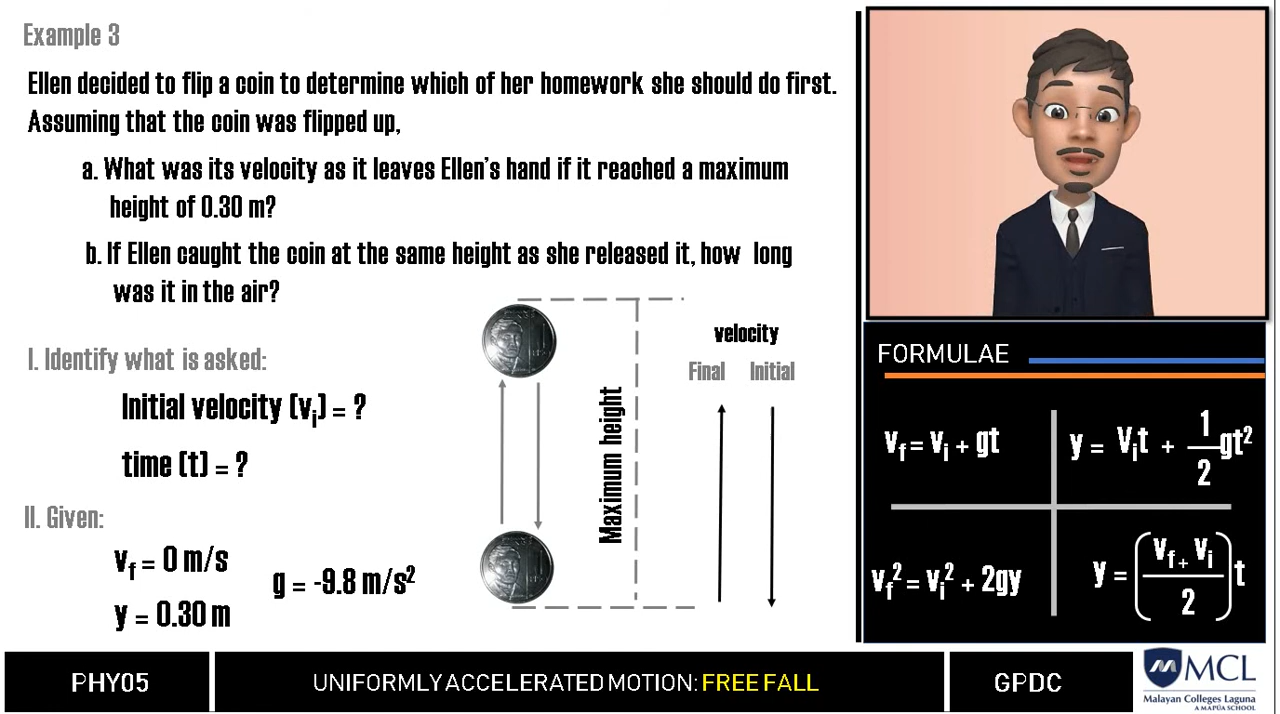 Example 3
Ellen decided to flip a coin to determine which of her homework she should do first.
Assuming that the coin was flipped up,
a. What was its velocity as it leaves Ellen's hand if it reached a maximum
height of 0.30 m?
b. If Ellen caught the coin at the same height as she released it, how long
was it in the air?
I. Identify what is asked:
Initial velocity (vᵢ) = ?
time (t) = ?
II. Given:
v_f = 0 m/s
g = -9.8 m/s²
y = 0.30 m
Maximum height
velocity
Final Initial
FORMULAE
v_f = vᵢ + gt
y = Vᵢt + 1/2 gt²
v_f² = vᵢ² + 2gy
y = (v_f + vᵢ / 2) t
PHY05
UNIFORMLY ACCELERATED MOTION: FREE FALL
GPDC
MCL
Malayan Colleges Laguna
A MAPÚA SCHOOL